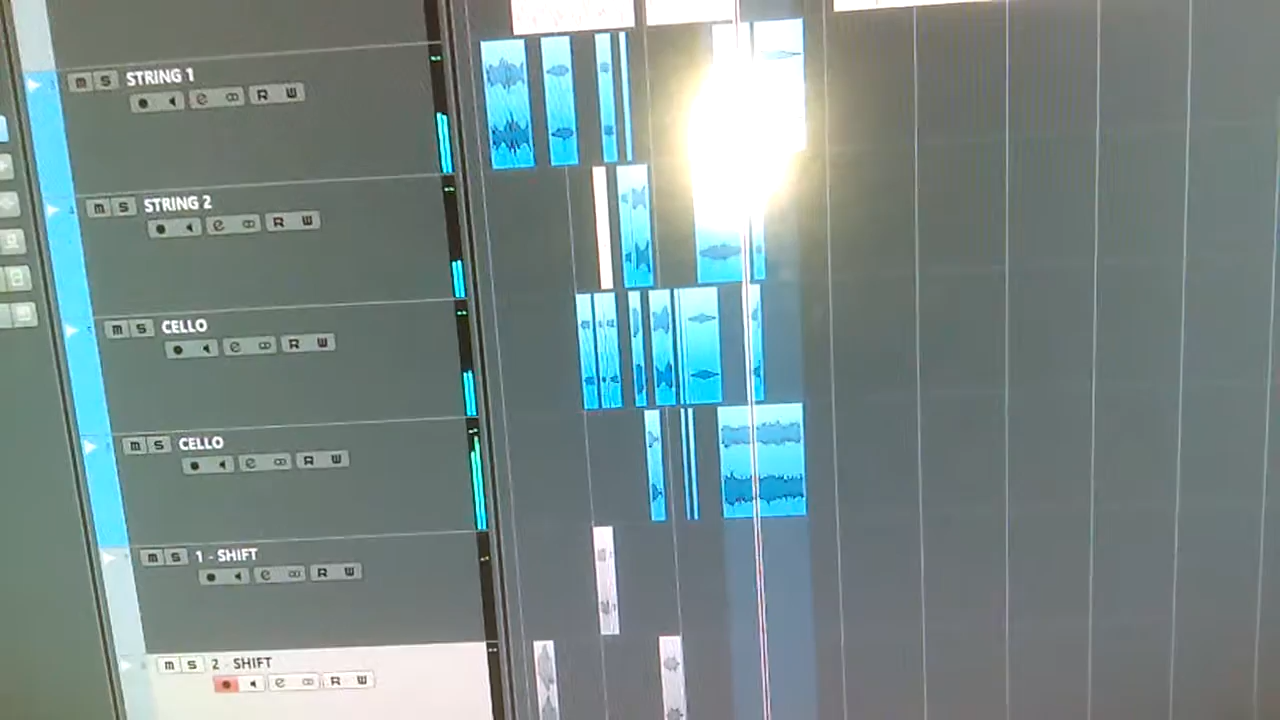 m S STRING 1
e R W
m S STRING 2
e R W
m S CELLO
e R W
m S CELLO
e R W
m S 1 - SHIFT
e R W
m S 2 - SHIFT
e R W